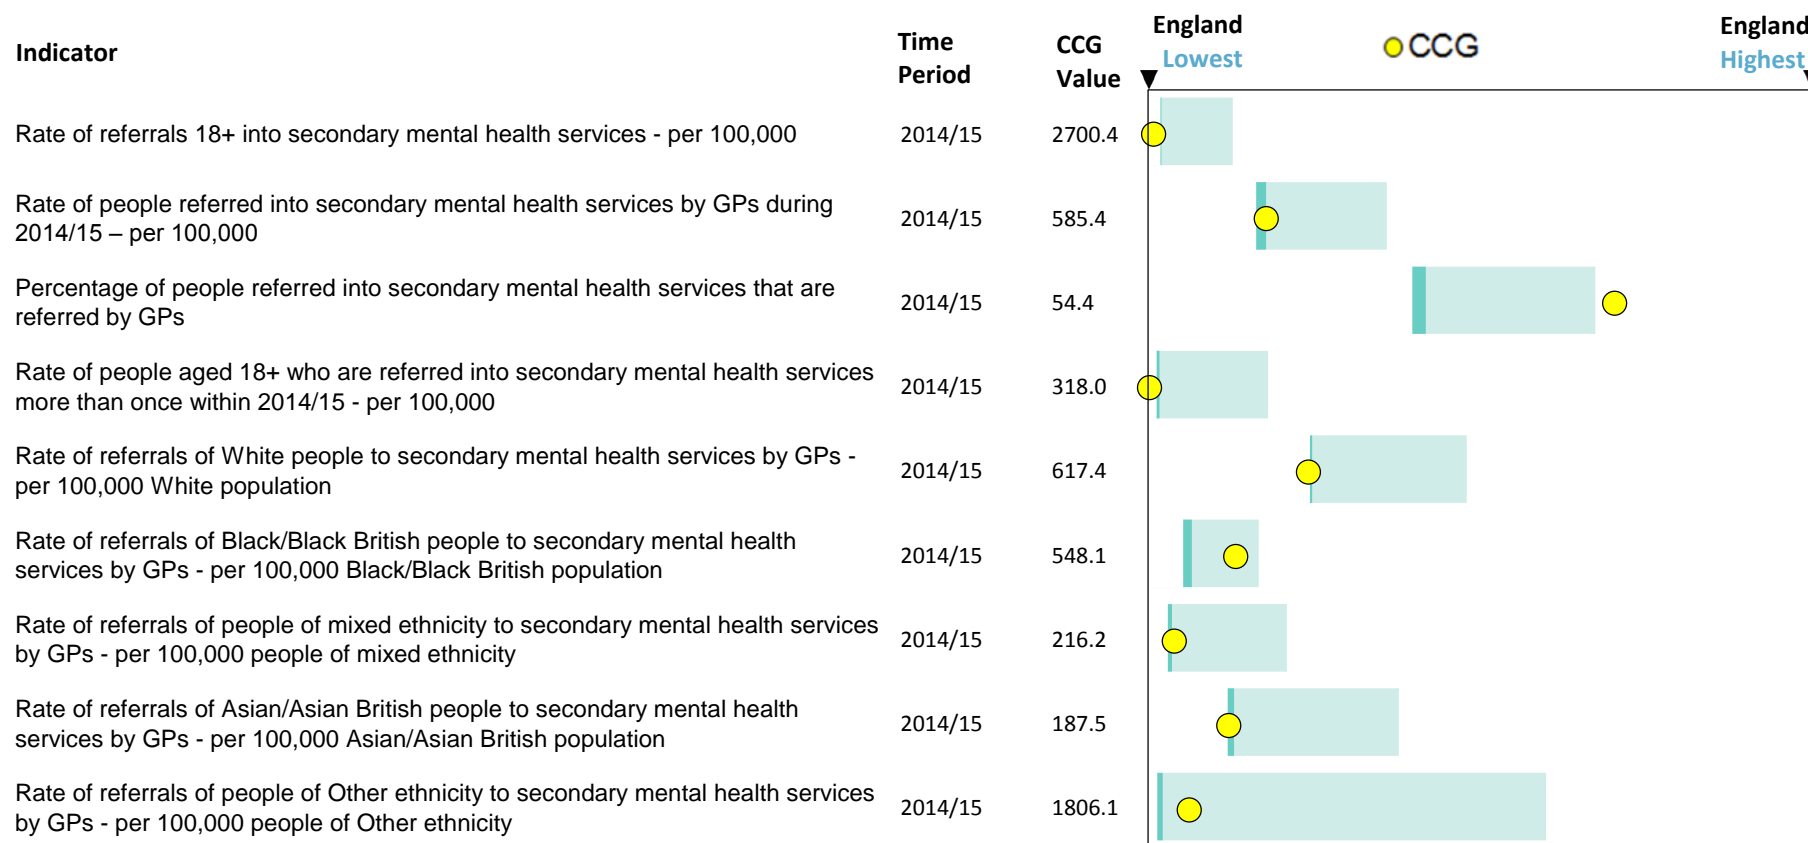 Indicator
Time
Period
CCG
Value
England
Lowest
CCG
England
Highest
Rate of referrals 18+ into secondary mental health services - per 100,000
2014/15
2700.4
Rate of people referred into secondary mental health services by GPs during
2014/15 – per 100,000
2014/15
585.4
Percentage of people referred into secondary mental health services that are
referred by GPs
2014/15
54.4
Rate of people aged 18+ who are referred into secondary mental health services
more than once within 2014/15 - per 100,000
2014/15
318.0
Rate of referrals of White people to secondary mental health services by GPs -
per 100,000 White population
2014/15
617.4
Rate of referrals of Black/Black British people to secondary mental health
services by GPs - per 100,000 Black/Black British population
2014/15
548.1
Rate of referrals of people of mixed ethnicity to secondary mental health services
by GPs - per 100,000 people of mixed ethnicity
2014/15
216.2
Rate of referrals of Asian/Asian British people to secondary mental health
services by GPs - per 100,000 Asian/Asian British population
2014/15
187.5
Rate of referrals of people of Other ethnicity to secondary mental health services
by GPs - per 100,000 people of Other ethnicity
2014/15
1806.1